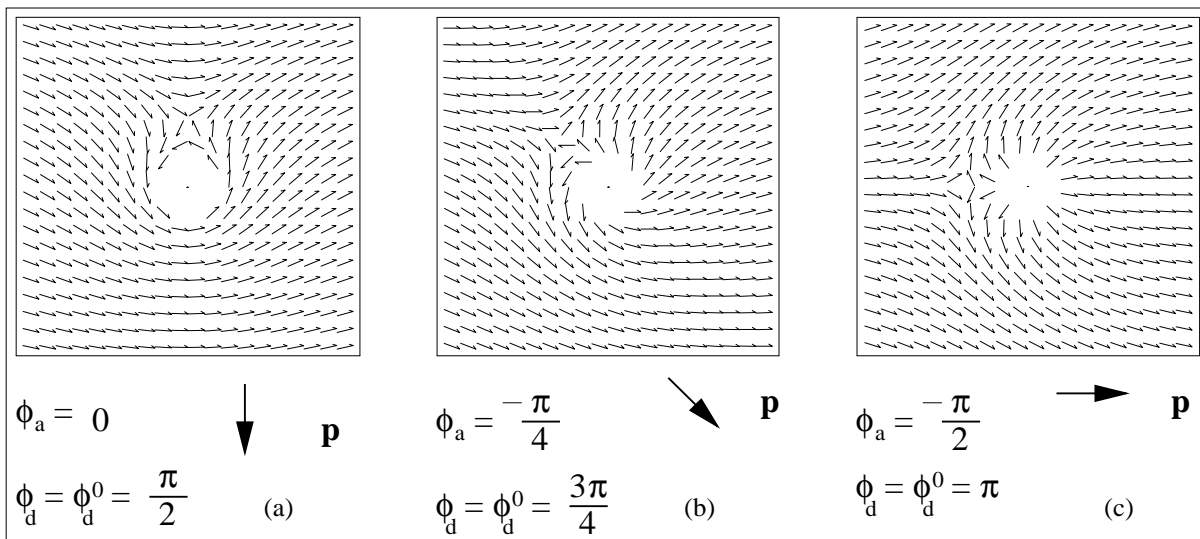 ϕa = 0
p
ϕd = ϕd0 = π/2 (a)
ϕa = −π/4
p
ϕd = ϕd0 = 3π/4 (b)
ϕa = −π/2
p
ϕd = ϕd0 = π (c)